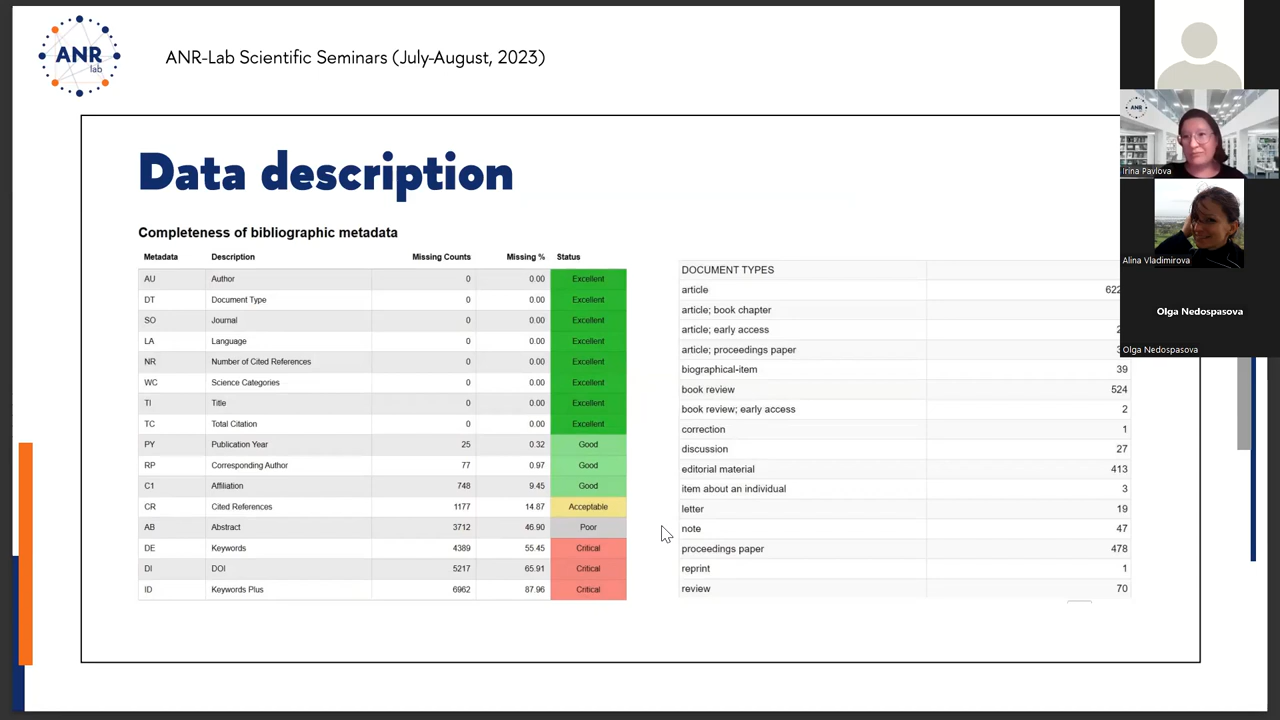 ANR
lab
ANR-Lab Scientific Seminars (July-August, 2023)
Data description
Completeness of bibliographic metadata
Metadata Description Missing Counts Missing % Status
AU Author 0 0.00 Excellent
DT Document Type 0 0.00 Excellent
SO Journal 0 0.00 Excellent
LA Language 0 0.00 Excellent
NR Number of Cited References 0 0.00 Excellent
WC Science Categories 0 0.00 Excellent
TI Title 0 0.00 Excellent
TC Total Citation 0 0.00 Excellent
PY Publication Year 25 0.32 Good
RP Corresponding Author 77 0.97 Good
C1 Affiliation 748 9.45 Good
CR Cited References 1177 14.87 Acceptable
AB Abstract 3712 46.90 Poor
DE Keywords 4389 55.45 Critical
DI DOI 5217 65.91 Critical
ID Keywords Plus 6962 87.96 Critical
DOCUMENT TYPES
article
article; book chapter
article; early access
article; proceedings paper
biographical-item 39
book review 524
book review; early access 2
correction 1
discussion 27
editorial material 413
item about an individual 3
letter 19
note 47
proceedings paper 478
reprint 1
review 70
ANR
Irina Pavlova
Alina Vladimirova
Olga Nedospasova
Olga Nedospasova